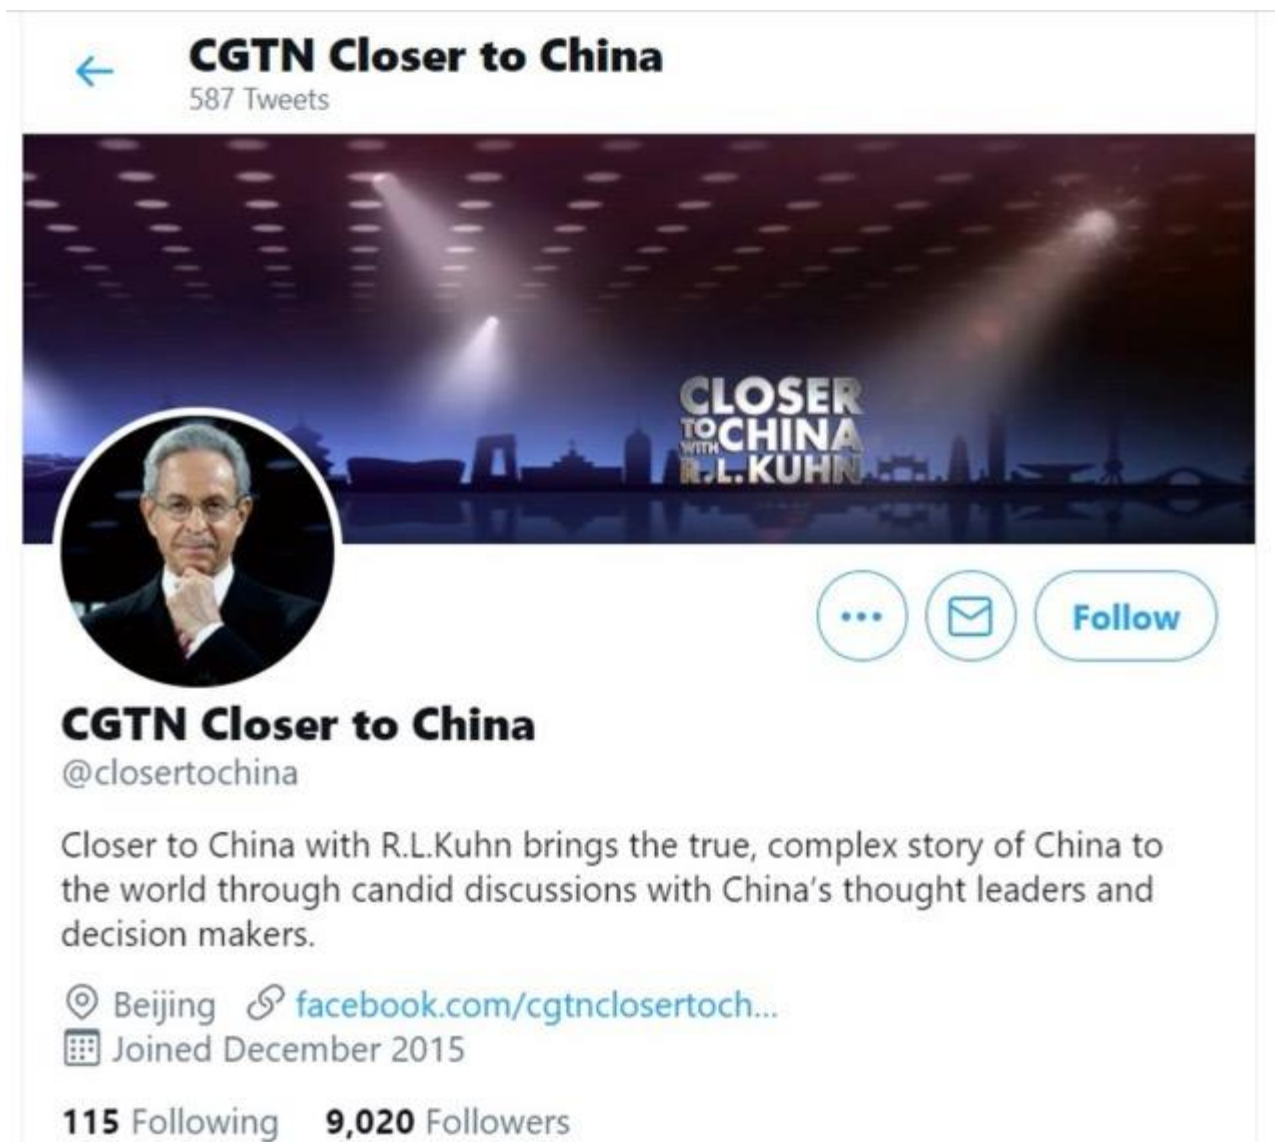 CGTN Closer to China
587 Tweets
CLOSER
TO CHINA
WITH
R.L.KUHN
Follow
CGTN Closer to China
@closertochina
Closer to China with R.L.Kuhn brings the true, complex story of China to
the world through candid discussions with China's thought leaders and
decision makers.
Beijing facebook.com/cgtnclosertoch...
Joined December 2015
115 Following 9,020 Followers